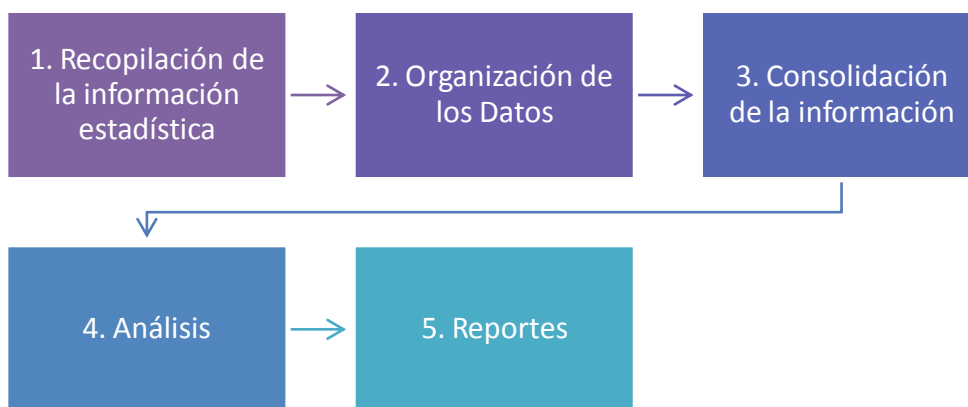 1. Recopilación de
la información
estadística
2. Organización de
los Datos
3. Consolidación
de la información
4. Análisis
5. Reportes